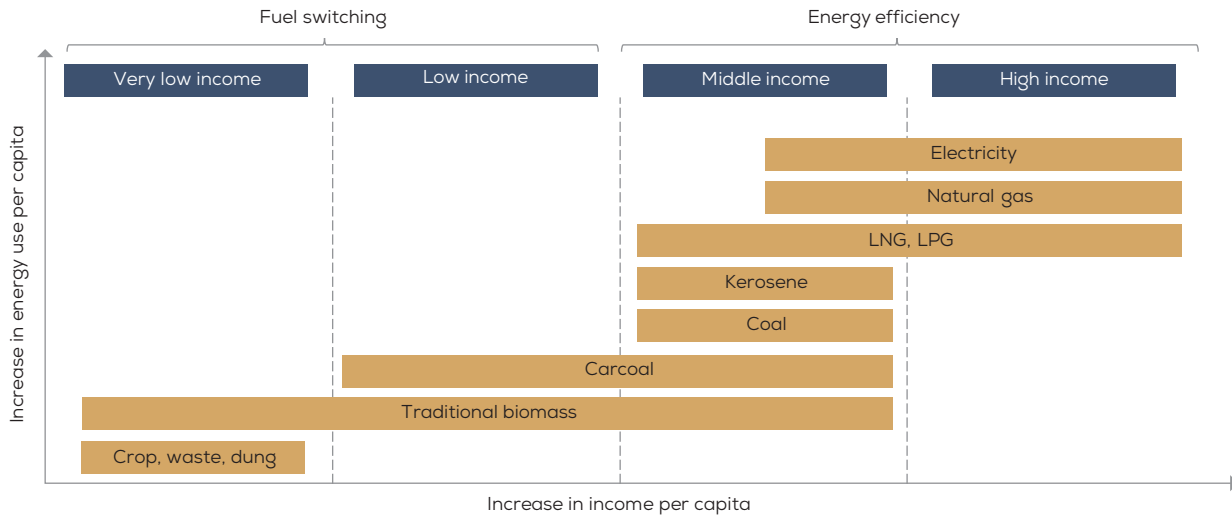 Fuel switching
Energy efficiency
Very low income
Low income
Middle income
High income
Increase in energy use per capita
Electricity
Natural gas
LNG, LPG
Kerosene
Coal
Carcoal
Traditional biomass
Crop, waste, dung
Increase in income per capita